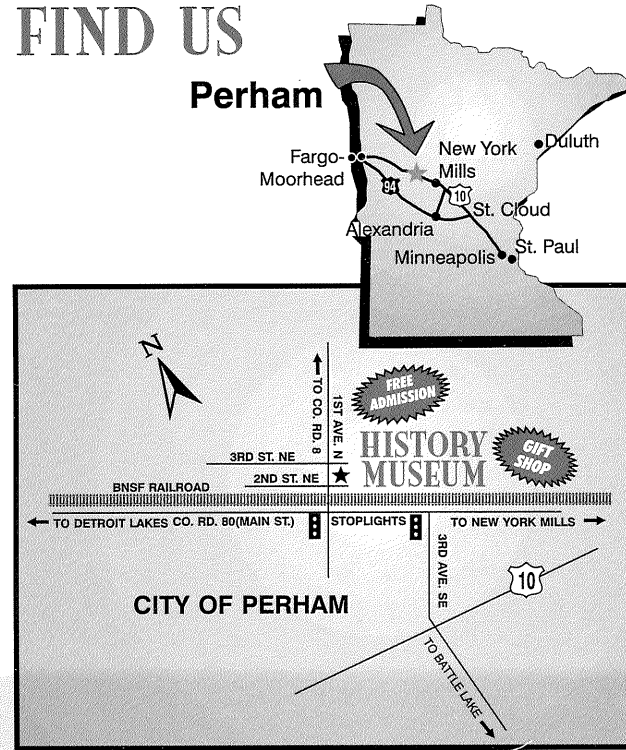 FIND US
Perham
New York
Mills
Duluth
Fargo-
Moorhead
94
10
St. Cloud
Alexandria
Minneapolis
St. Paul
N
TO CO. RD. 8
1ST AVE. N
FREE
ADMISSION
HISTORY
MUSEUM
GIFT
SHOP
3RD ST. NE
2ND ST. NE
BNSF RAILROAD
TO DETROIT LAKES
CO. RD. 80(MAIN ST.)
STOPLIGHTS
TO NEW YORK MILLS
3RD AVE. SE
10
CITY OF PERHAM
TO BATTLE LAKE